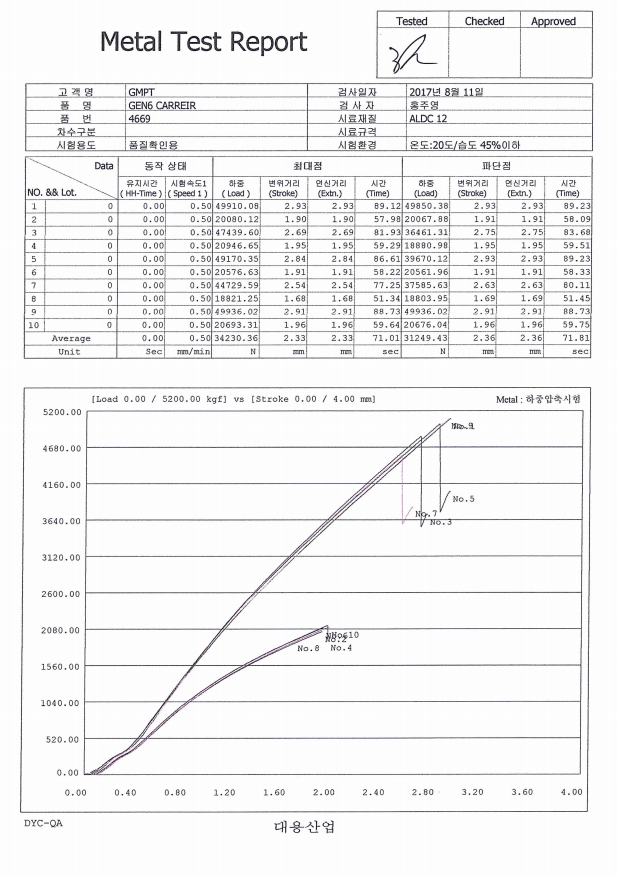 Metal Test Report
Tested Checked Approved
고 객 명 GMPT 검사일자 2017년 8월 11일
품 명 GEN6 CARREIR 검 사 자 홍주영
품 번 4669 시료재질 ALDC 12
차수구분 시료규격
시험용도 품질확인용 시험환경 온도:20도/습도 45%이하
Data 동작 상태 최대점 파단점
NO. && Lot. 유지시간 시험속도1 하중 변위거리 연신거리 시간 하중 변위거리 연신거리 시간
( HH-Time ) ( Speed 1 ) ( Load ) (Stroke) (Extn.) (Time) (Load) (Stroke) (Extn.) (Time)
1 0 0.00 0.50 49910.08 2.93 2.93 89.12 49850.38 2.93 2.93 89.23
2 0 0.00 0.50 20080.12 1.90 1.90 57.98 20067.88 1.91 1.91 58.09
3 0 0.00 0.50 47439.60 2.69 2.69 81.93 36461.31 2.75 2.75 83.68
4 0 0.00 0.50 20946.65 1.95 1.95 59.29 18880.98 1.95 1.95 59.51
5 0 0.00 0.50 49170.35 2.84 2.84 86.61 39670.12 2.93 2.93 89.23
6 0 0.00 0.50 20576.63 1.91 1.91 58.22 20561.96 1.91 1.91 58.33
7 0 0.00 0.50 44729.59 2.54 2.54 77.25 37585.63 2.63 2.63 80.11
8 0 0.00 0.50 18821.25 1.68 1.68 51.34 18803.95 1.69 1.69 51.45
9 0 0.00 0.50 49936.02 2.91 2.91 88.73 49936.02 2.91 2.91 88.73
10 0 0.00 0.50 20693.31 1.96 1.96 59.64 20676.04 1.96 1.96 59.75
Average 0.00 0.50 34230.36 2.33 2.33 71.01 31249.43 2.36 2.36 71.81
Unit Sec mm/min N mm mm sec N mm mm sec
[Load 0.00 / 5200.00 kgf] vs [Stroke 0.00 / 4.00 mm] Metal : 하중압축시험
5200.00
4680.00
4160.00
No.5
3640.00 No.7
No.3
3120.00
2600.00
2080.00
No.8 No.4
1560.00
1040.00
520.00
0.00
0.00 0.40 0.80 1.20 1.60 2.00 2.40 2.80 3.20 3.60 4.00
DYC-QA 대용산업